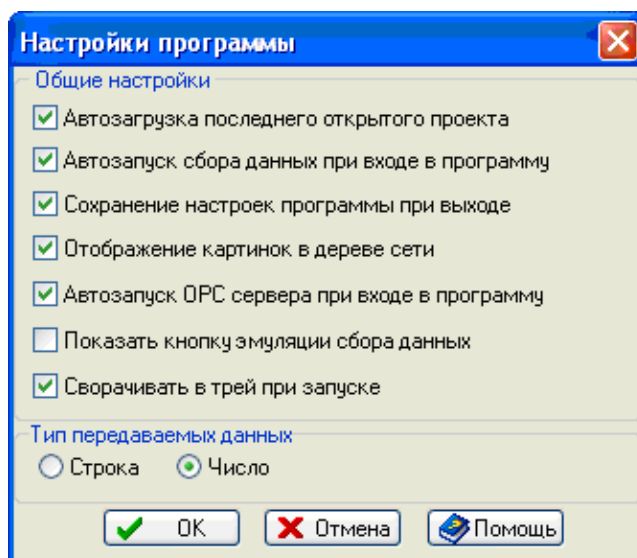 Настройки программы
Общие настройки
Автозагрузка последнего открытого проекта
Автозапуск сбора данных при входе в программу
Сохранение настроек программы при выходе
Отображение картинок в дереве сети
Автозапуск OPC сервера при входе в программу
Показать кнопку эмуляции сбора данных
Сворачивать в трей при запуске
Тип передаваемых данных
Строка Число
OK Отмена Помощь